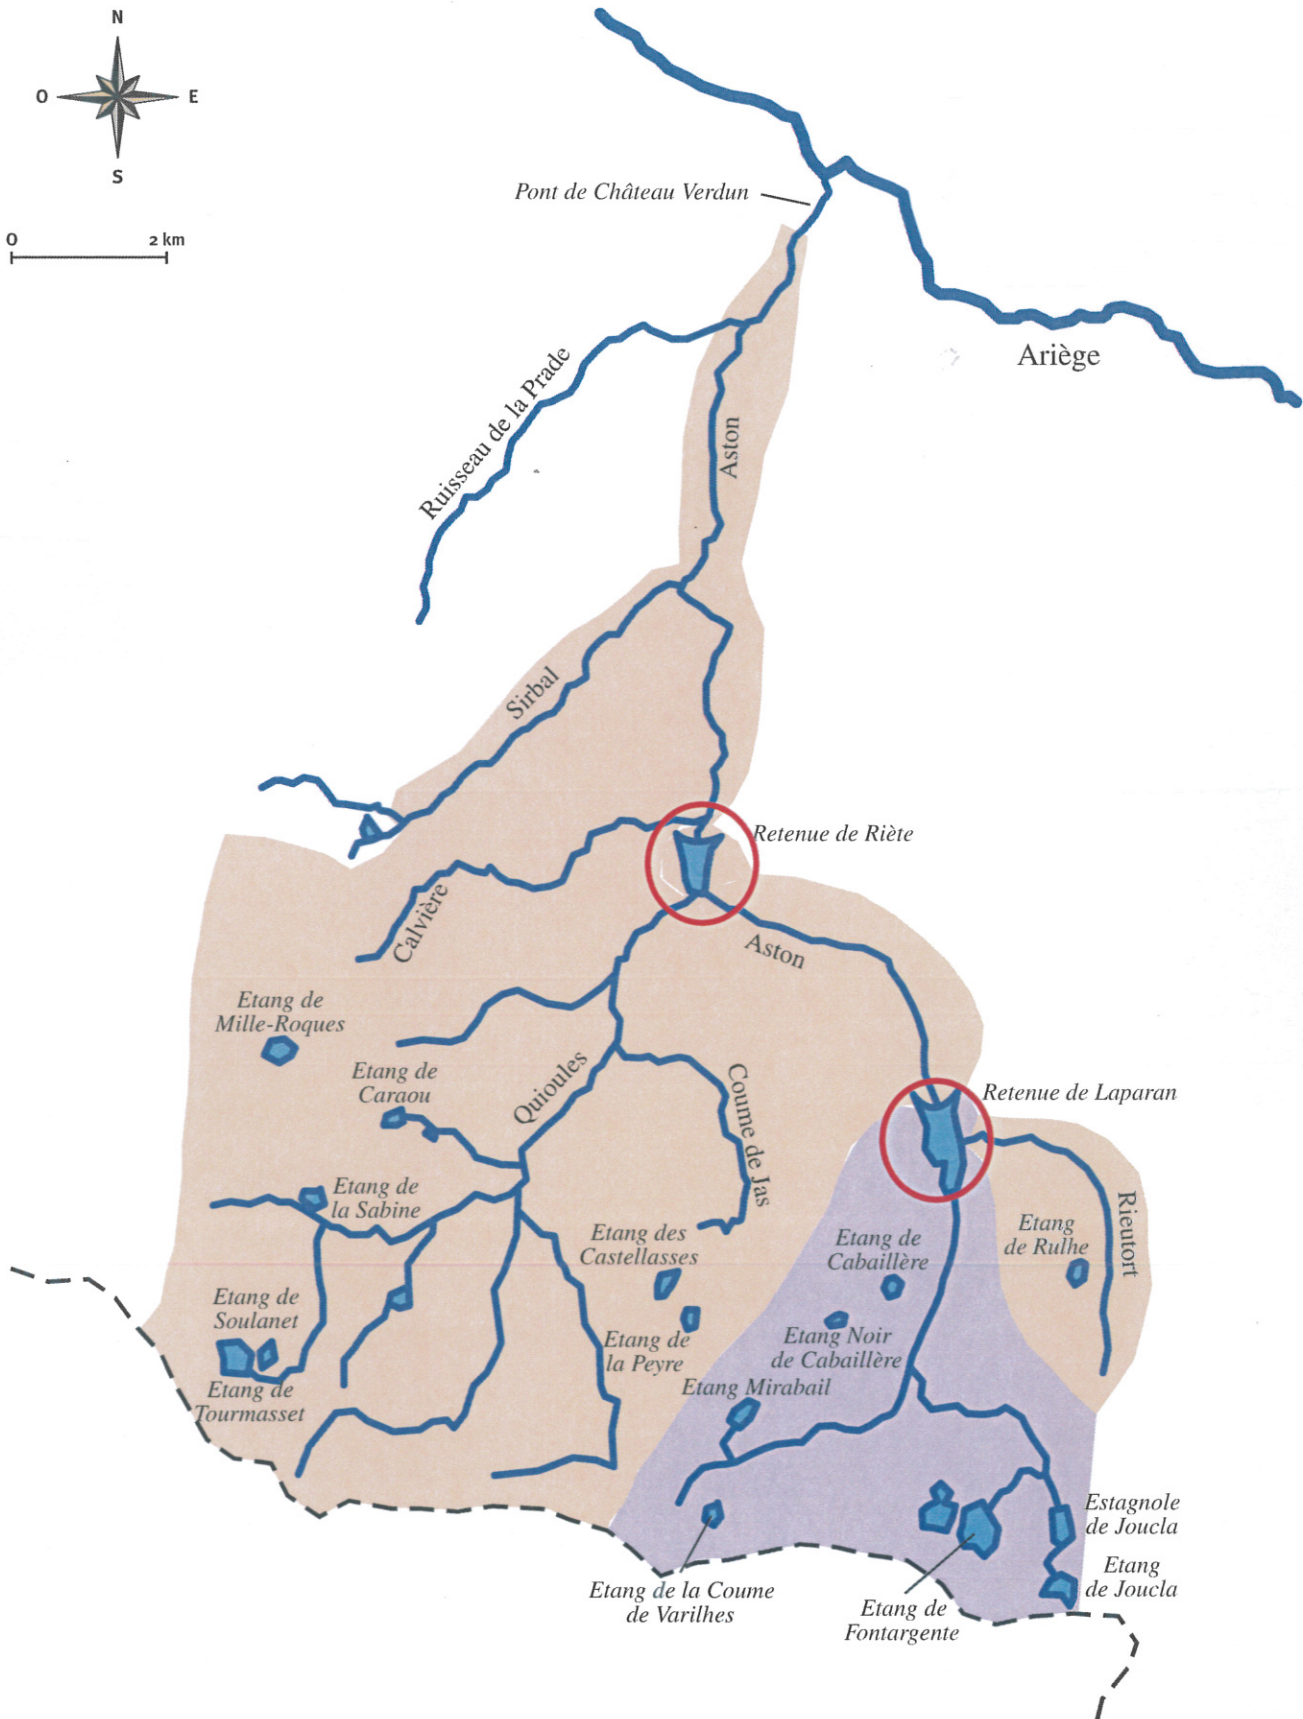 N
O
E
S
0
2 km
Pont de Château Verdun
Ariège
Ruisseau de la Prade
Aston
Sirbal
Retenue de Riète
Calvière
Aston
Etang de
Mille-Roques
Etang de
Caraou
Quioules
Coume de Jas
Retenue de Laparan
Etang de
la Sabine
Etang des
Castellasses
Etang de
Cabaillère
Etang
de Rulhe
Rieutort
Etang de
Soulanet
Etang de
la Peyre
Etang Noir
de Cabaillère
Etang de
Tourmasset
Etang Mirabail
Estagnole
de Joucla
Etang
de Joucla
Etang de la Coume
de Varilhes
Etang de
Fontargente